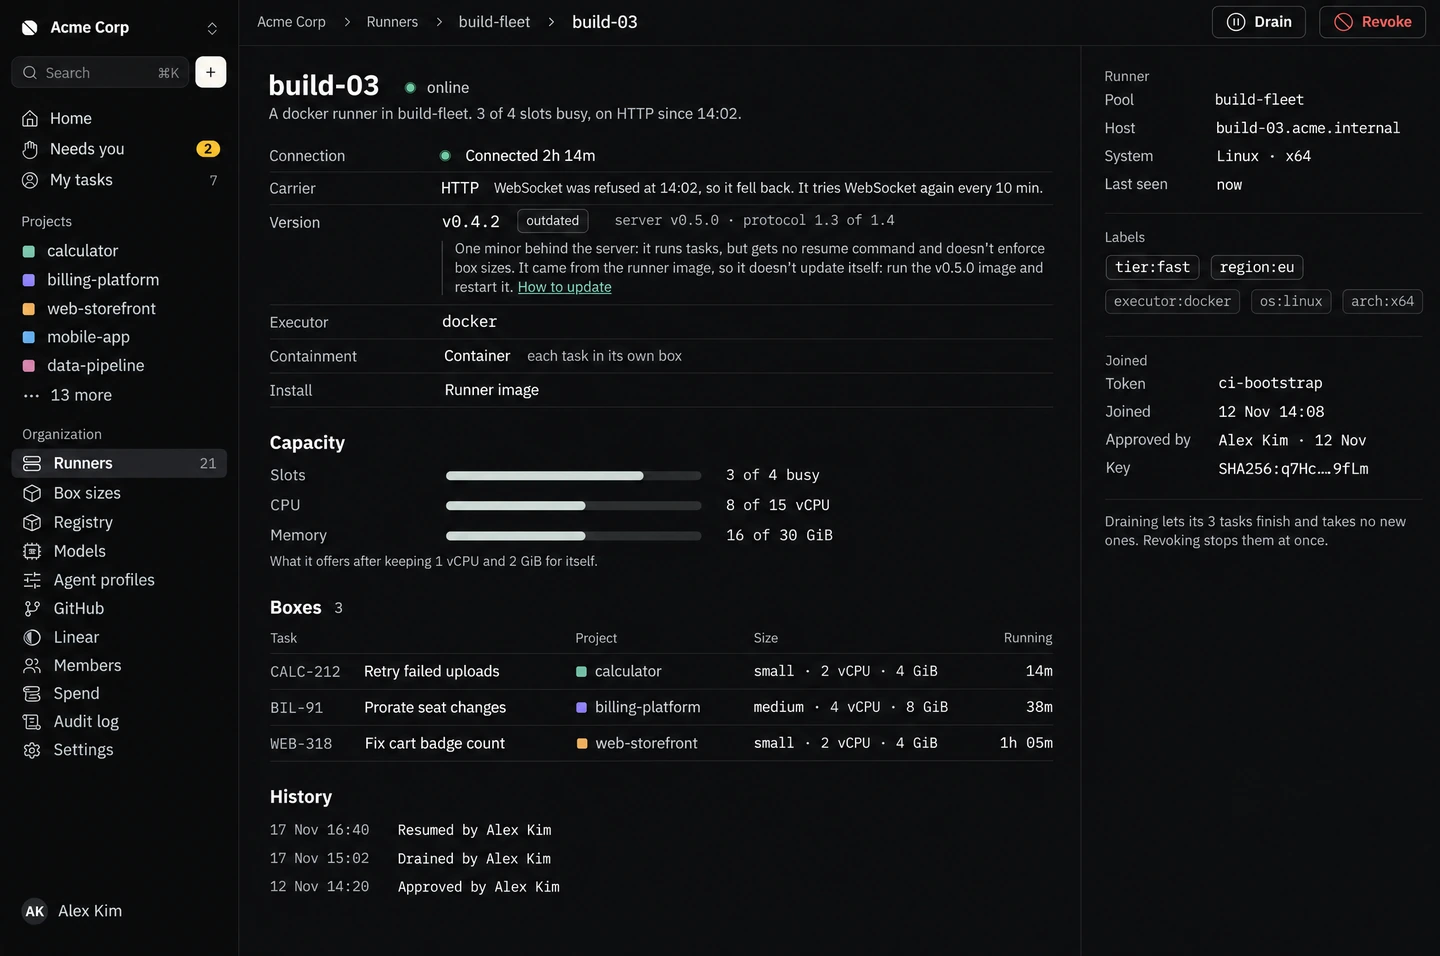 Acme Corp
Search ⌘K +
Home
Needs you 2
My tasks 7
Projects
calculator
billing-platform
web-storefront
mobile-app
data-pipeline
··· 13 more
Organization
Runners 21
Box sizes
Registry
Models
Agent profiles
GitHub
Linear
Members
Spend
Audit log
Settings
AK Alex Kim
Acme Corp > Runners > build-fleet > build-03
Drain
Revoke
build-03 online
A docker runner in build-fleet. 3 of 4 slots busy, on HTTP since 14:02.
Connection Connected 2h 14m
Carrier HTTP WebSocket was refused at 14:02, so it fell back. It tries WebSocket again every 10 min.
Version v0.4.2 outdated server v0.5.0 · protocol 1.3 of 1.4
One minor behind the server: it runs tasks, but gets no resume command and doesn't enforce
box sizes. It came from the runner image, so it doesn't update itself: run the v0.5.0 image and
restart it. How to update
Executor docker
Containment Container each task in its own box
Install Runner image
Capacity
Slots 3 of 4 busy
CPU 8 of 15 vCPU
Memory 16 of 30 GiB
What it offers after keeping 1 vCPU and 2 GiB for itself.
Boxes 3
Task Project Size Running
CALC-212 Retry failed uploads calculator small · 2 vCPU · 4 GiB 14m
BIL-91 Prorate seat changes billing-platform medium · 4 vCPU · 8 GiB 38m
WEB-318 Fix cart badge count web-storefront small · 2 vCPU · 4 GiB 1h 05m
History
17 Nov 16:40 Resumed by Alex Kim
17 Nov 15:02 Drained by Alex Kim
12 Nov 14:20 Approved by Alex Kim
Runner
Pool build-fleet
Host build-03.acme.internal
System Linux · x64
Last seen now
Labels
tier:fast region:eu
executor:docker os:linux arch:x64
Joined
Token ci-bootstrap
Joined 12 Nov 14:08
Approved by Alex Kim · 12 Nov
Key SHA256:q7Hc….9fLm
Draining lets its 3 tasks finish and takes no new
ones. Revoking stops them at once.